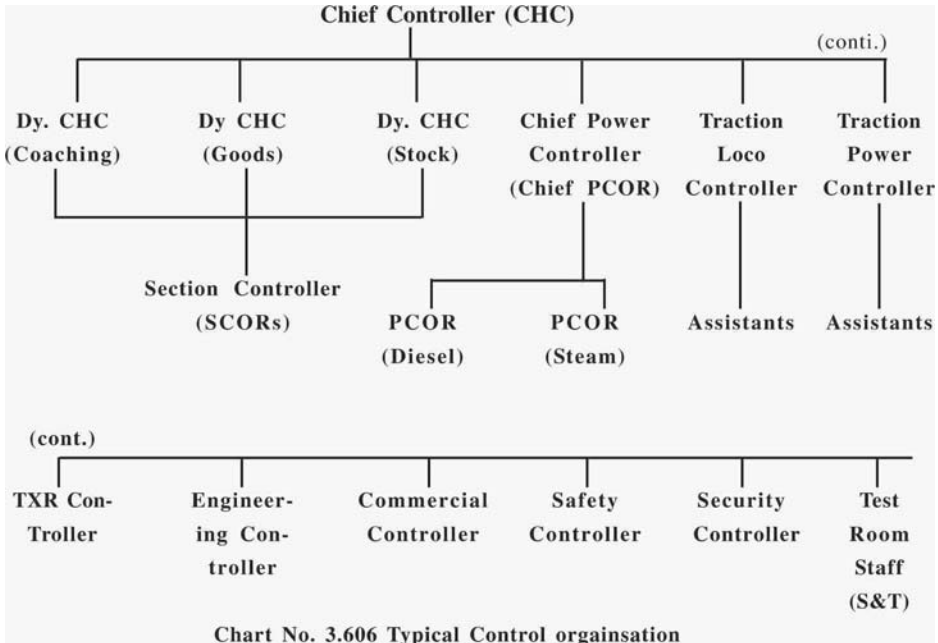 Chief Controller (CHC)
(conti.)
Dy. CHC Dy CHC Dy. CHC Chief Power Traction Traction
(Coaching) (Goods) (Stock) Controller Loco Power
(Chief PCOR) Controller Controller
Section Controller
(SCORs) PCOR PCOR Assistants Assistants
(Diesel) (Steam)
(cont.)
TXR Con- Engineer- Commercial Safety Security Test
Troller ing Con- Controller Controller Controller Room
troller Staff
(S&T)
Chart No. 3.606 Typical Control orgainsation